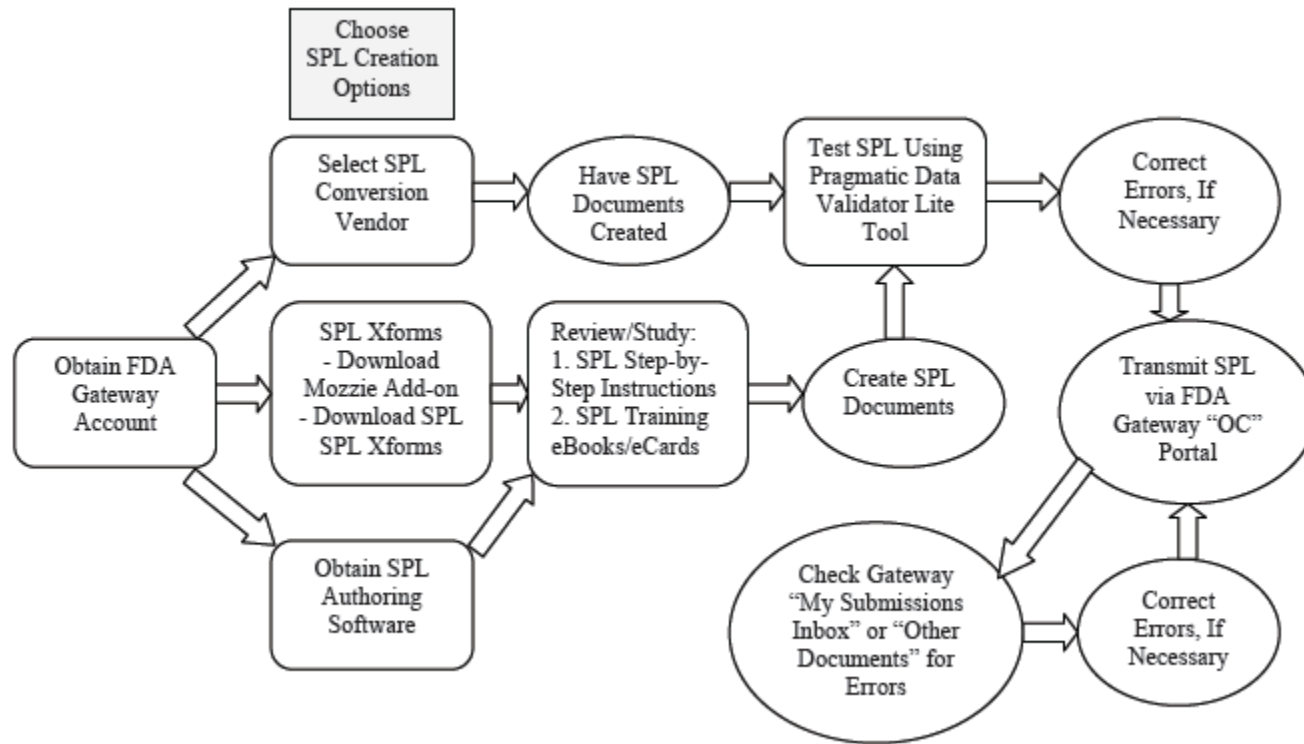 Choose
SPL Creation
Options
Select SPL
Conversion
Vendor
Have SPL
Documents
Created
Test SPL Using
Pragmatic Data
Validator Lite
Tool
Correct
Errors, If
Necessary
Obtain FDA
Gateway
Account
SPL Xforms
- Download
Mozzie Add-on
- Download SPL
SPL Xforms
Review/Study:
1. SPL Step-by-
Step Instructions
2. SPL Training
eBooks/eCards
Create SPL
Documents
Transmit SPL
via FDA
Gateway “OC”
Portal
Obtain SPL
Authoring
Software
Check Gateway
“My Submissions
Inbox” or “Other
Documents” for
Errors
Correct
Errors, If
Necessary